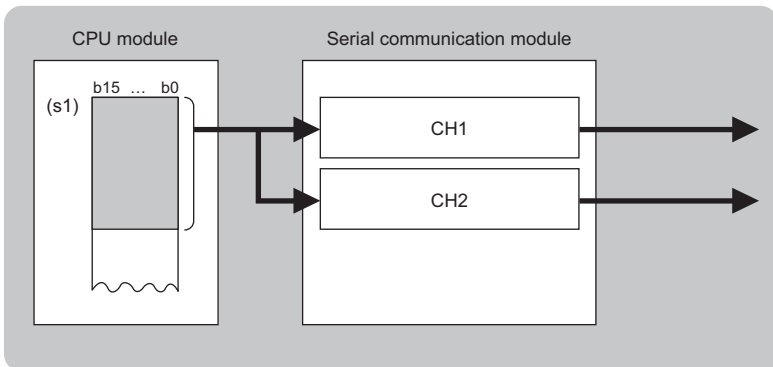 CPU module
Serial communication module
b15 … b0
(s1)
CH1
CH2